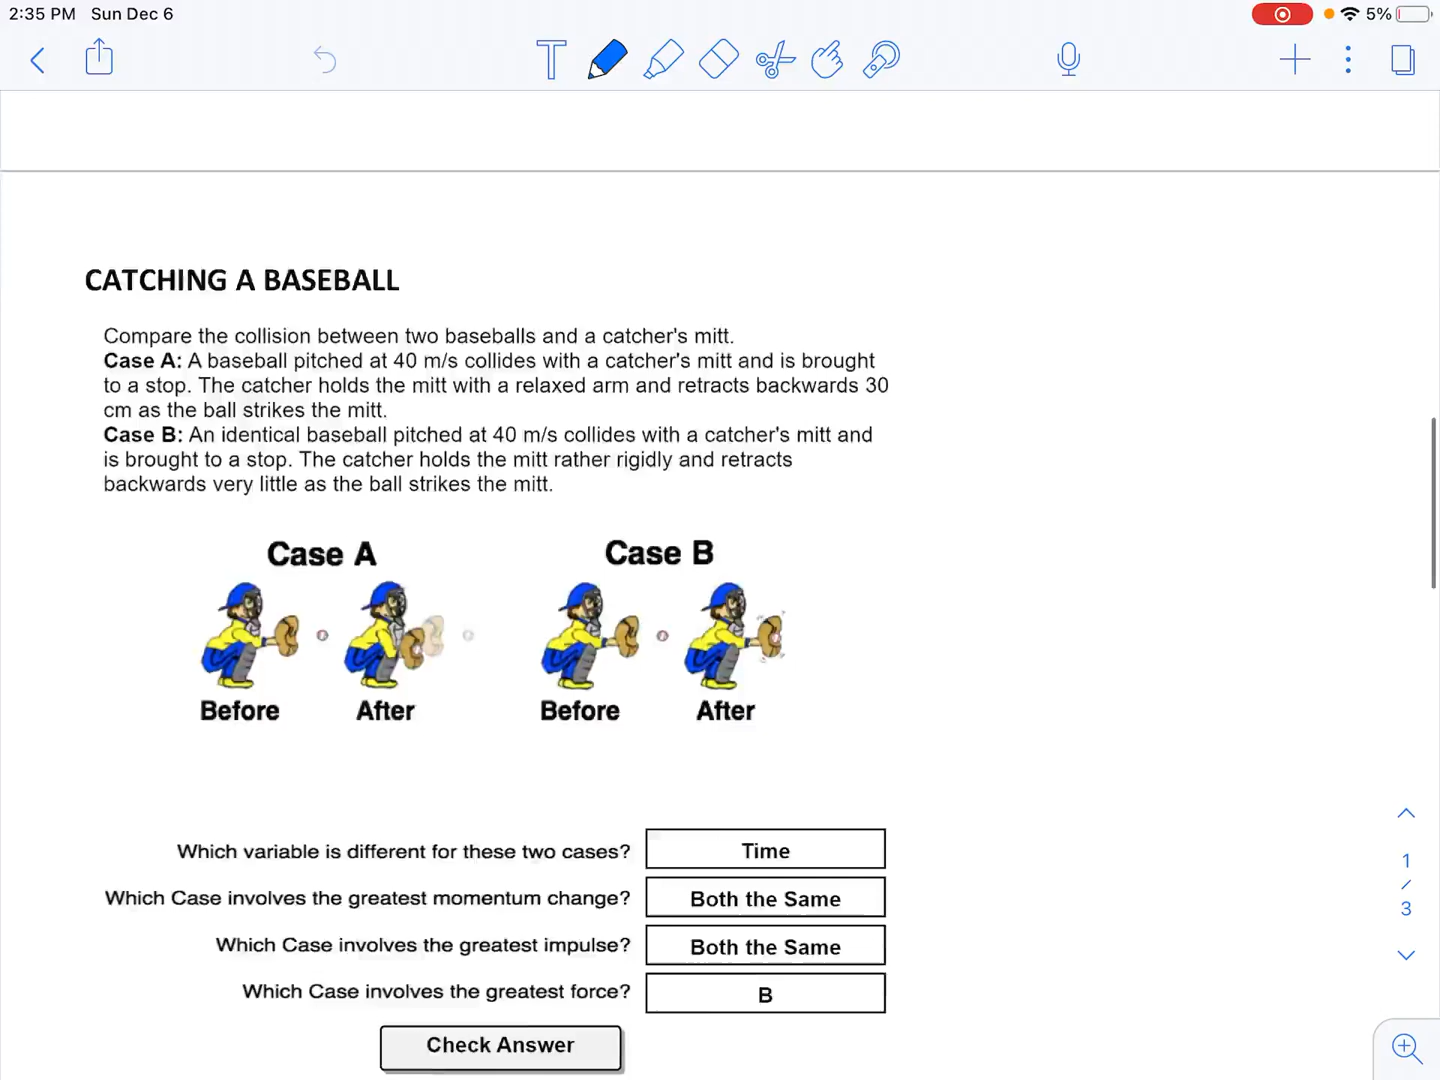 2:35 PM Sun Dec 6
5%
CATCHING A BASEBALL
Compare the collision between two baseballs and a catcher's mitt.
Case A: A baseball pitched at 40 m/s collides with a catcher's mitt and is brought
to a stop. The catcher holds the mitt with a relaxed arm and retracts backwards 30
cm as the ball strikes the mitt.
Case B: An identical baseball pitched at 40 m/s collides with a catcher's mitt and
is brought to a stop. The catcher holds the mitt rather rigidly and retracts
backwards very little as the ball strikes the mitt.
Case A
Case B
Before
After
Before
After
Which variable is different for these two cases? Time
Which Case involves the greatest momentum change? Both the Same
Which Case involves the greatest impulse? Both the Same
Which Case involves the greatest force? B
Check Answer
1
/
3